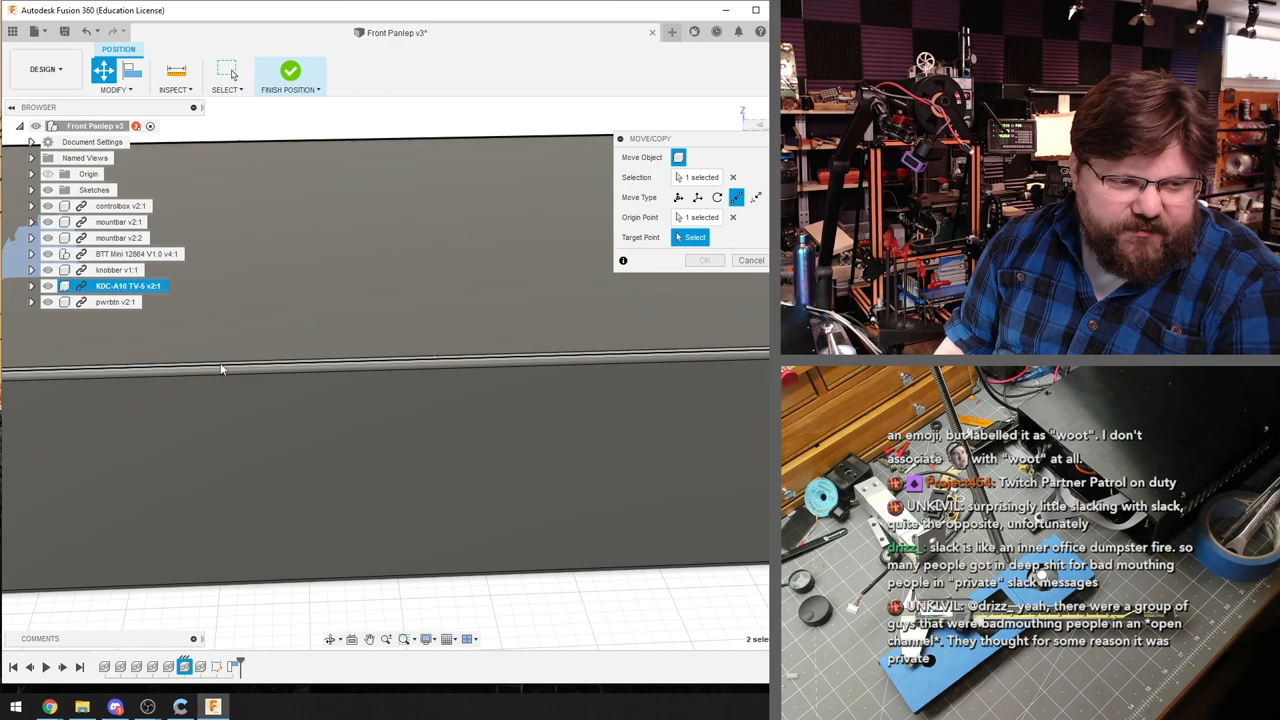 Autodesk Fusion 360 (Education License)
Front Panlep v3*
POSITION
DESIGN
MODIFY
INSPECT
SELECT
FINISH POSITION
BROWSER
Front Panlep v3
Document Settings
Named Views
Origin
Sketches
controlbox v2:1
mountbar v2:1
mountbar v2:2
BTT Mini 12864 V1.0 v4:1
knobber v1:1
KDC-A10 TV-5 v2:1
pwrbtn v2:1
Z
MOVE/COPY
Move Object
Selection 1 selected
Move Type
Origin Point 1 selected
Target Point Select
OK Cancel
COMMENTS
2 sele
an emoji, but labelled it as "woot". I don't
associate with "woot" at all.
Project454: Twitch Partner Patrol on duty
UNKLVIL: surprisingly little slacking with slack,
quite the opposite, unfortunately
drizz_: slack is like an inner office dumpster fire. so
many people got in deep shit for bad mouthing
people in "private" slack messages
UNKLVIL: @drizz_ yeah, there were a group of
guys that were badmouthing people in an *open
channel*. They thought for some reason it was
private